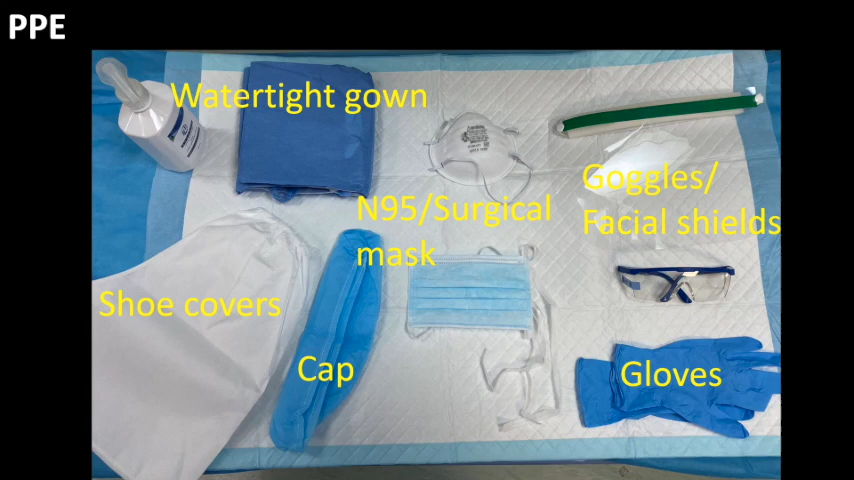 PPE
Watertight gown
N95/Surgical
mask
Goggles/
Facial shields
Shoe covers
Cap
Gloves